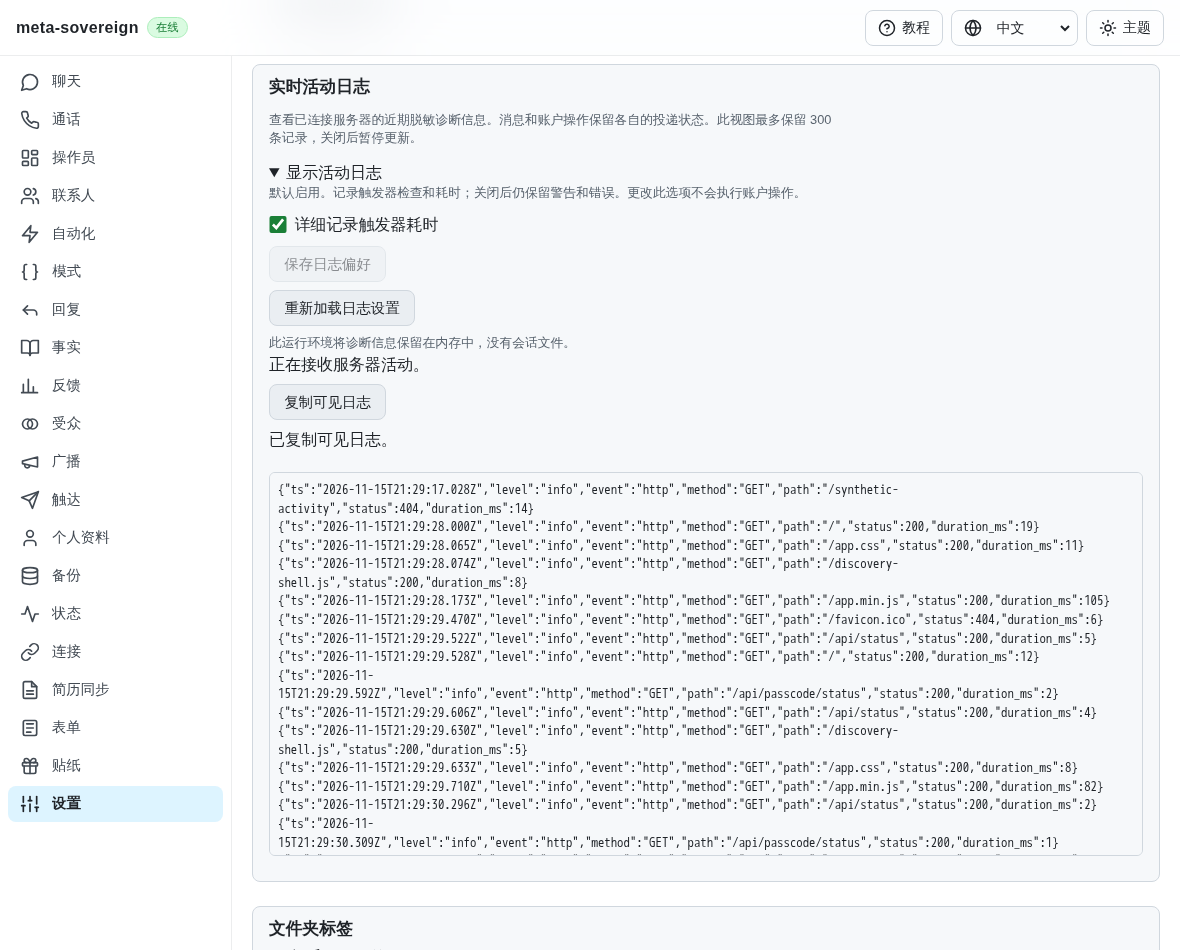 meta-sovereign
在线
教程
中文
主题
聊天
通话
操作员
联系人
自动化
模式
回复
事实
反馈
受众
广播
触达
个人资料
备份
状态
连接
简历同步
表单
贴纸
设置
实时活动日志
查看已连接服务器的近期脱敏诊断信息。消息和账户操作保留各自的投递状态。此视图最多保留 300
条记录，关闭后暂停更新。
▼ 显示活动日志
默认启用。记录触发器检查和耗时；关闭后仍保留警告和错误。更改此选项不会执行账户操作。
详细记录触发器耗时
保存日志偏好
重新加载日志设置
此运行环境将诊断信息保留在内存中，没有会话文件。
正在接收服务器活动。
复制可见日志
已复制可见日志。
{"ts":"2026-11-15T21:29:17.028Z","level":"info","event":"http","method":"GET","path":"/synthetic-
activity","status":404,"duration_ms":14}
{"ts":"2026-11-15T21:29:28.000Z","level":"info","event":"http","method":"GET","path":"/","status":200,"duration_ms":19}
{"ts":"2026-11-15T21:29:28.065Z","level":"info","event":"http","method":"GET","path":"/app.css","status":200,"duration_ms":11}
{"ts":"2026-11-15T21:29:28.074Z","level":"info","event":"http","method":"GET","path":"/discovery-
shell.js","status":200,"duration_ms":8}
{"ts":"2026-11-15T21:29:28.173Z","level":"info","event":"http","method":"GET","path":"/app.min.js","status":200,"duration_ms":105}
{"ts":"2026-11-15T21:29:29.470Z","level":"info","event":"http","method":"GET","path":"/favicon.ico","status":404,"duration_ms":6}
{"ts":"2026-11-15T21:29:29.522Z","level":"info","event":"http","method":"GET","path":"/api/status","status":200,"duration_ms":5}
{"ts":"2026-11-15T21:29:29.528Z","level":"info","event":"http","method":"GET","path":"/","status":200,"duration_ms":12}
{"ts":"2026-11-
15T21:29:29.592Z","level":"info","event":"http","method":"GET","path":"/api/passcode/status","status":200,"duration_ms":2}
{"ts":"2026-11-15T21:29:29.606Z","level":"info","event":"http","method":"GET","path":"/api/status","status":200,"duration_ms":4}
{"ts":"2026-11-15T21:29:29.630Z","level":"info","event":"http","method":"GET","path":"/discovery-
shell.js","status":200,"duration_ms":5}
{"ts":"2026-11-15T21:29:29.633Z","level":"info","event":"http","method":"GET","path":"/app.css","status":200,"duration_ms":8}
{"ts":"2026-11-15T21:29:29.710Z","level":"info","event":"http","method":"GET","path":"/app.min.js","status":200,"duration_ms":82}
{"ts":"2026-11-15T21:29:30.296Z","level":"info","event":"http","method":"GET","path":"/api/status","status":200,"duration_ms":2}
{"ts":"2026-11-
15T21:29:30.309Z","level":"info","event":"http","method":"GET","path":"/api/passcode/status","status":200,"duration_ms":1}
文件夹标签